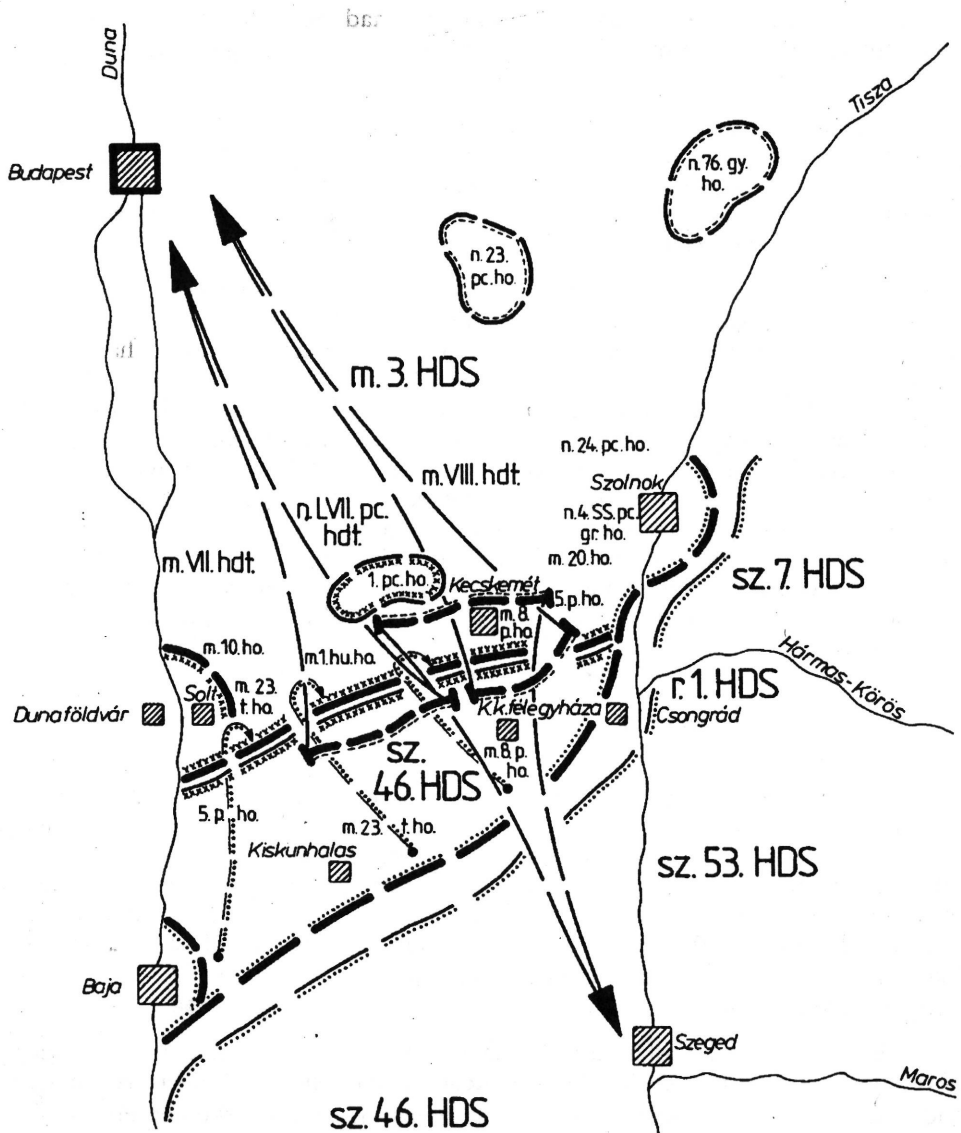 Duna
Tisza
Budapest
n.76. gy.
ho.
n. 23.
pc. ho.
m. 3. HDS
n. 24. pc. ho.
m. VIII. hdt.
Szolnok
n. LVII. pc.
hdt.
n. 4. SS. pc.
gr. ho.
m. VII. hdt.
m. 20. ho.
1. pc. ho.
Kecskemét
5. p. ho.
sz. 7. HDS
m. 8.
p. ho.
m. 10. ho.
m. 1. hu. ho.
Hármas-Körös
m. 23.
t. ho.
Solt
r. 1. HDS
Dunaföldvár
K.k.félegyháza
Csongrád
sz.
46. HDS
m. 8. p.
ho.
5. p. ho.
m. 23. t. ho.
Kiskunhalas
sz. 53. HDS
Baja
Szeged
Maros
sz. 46. HDS